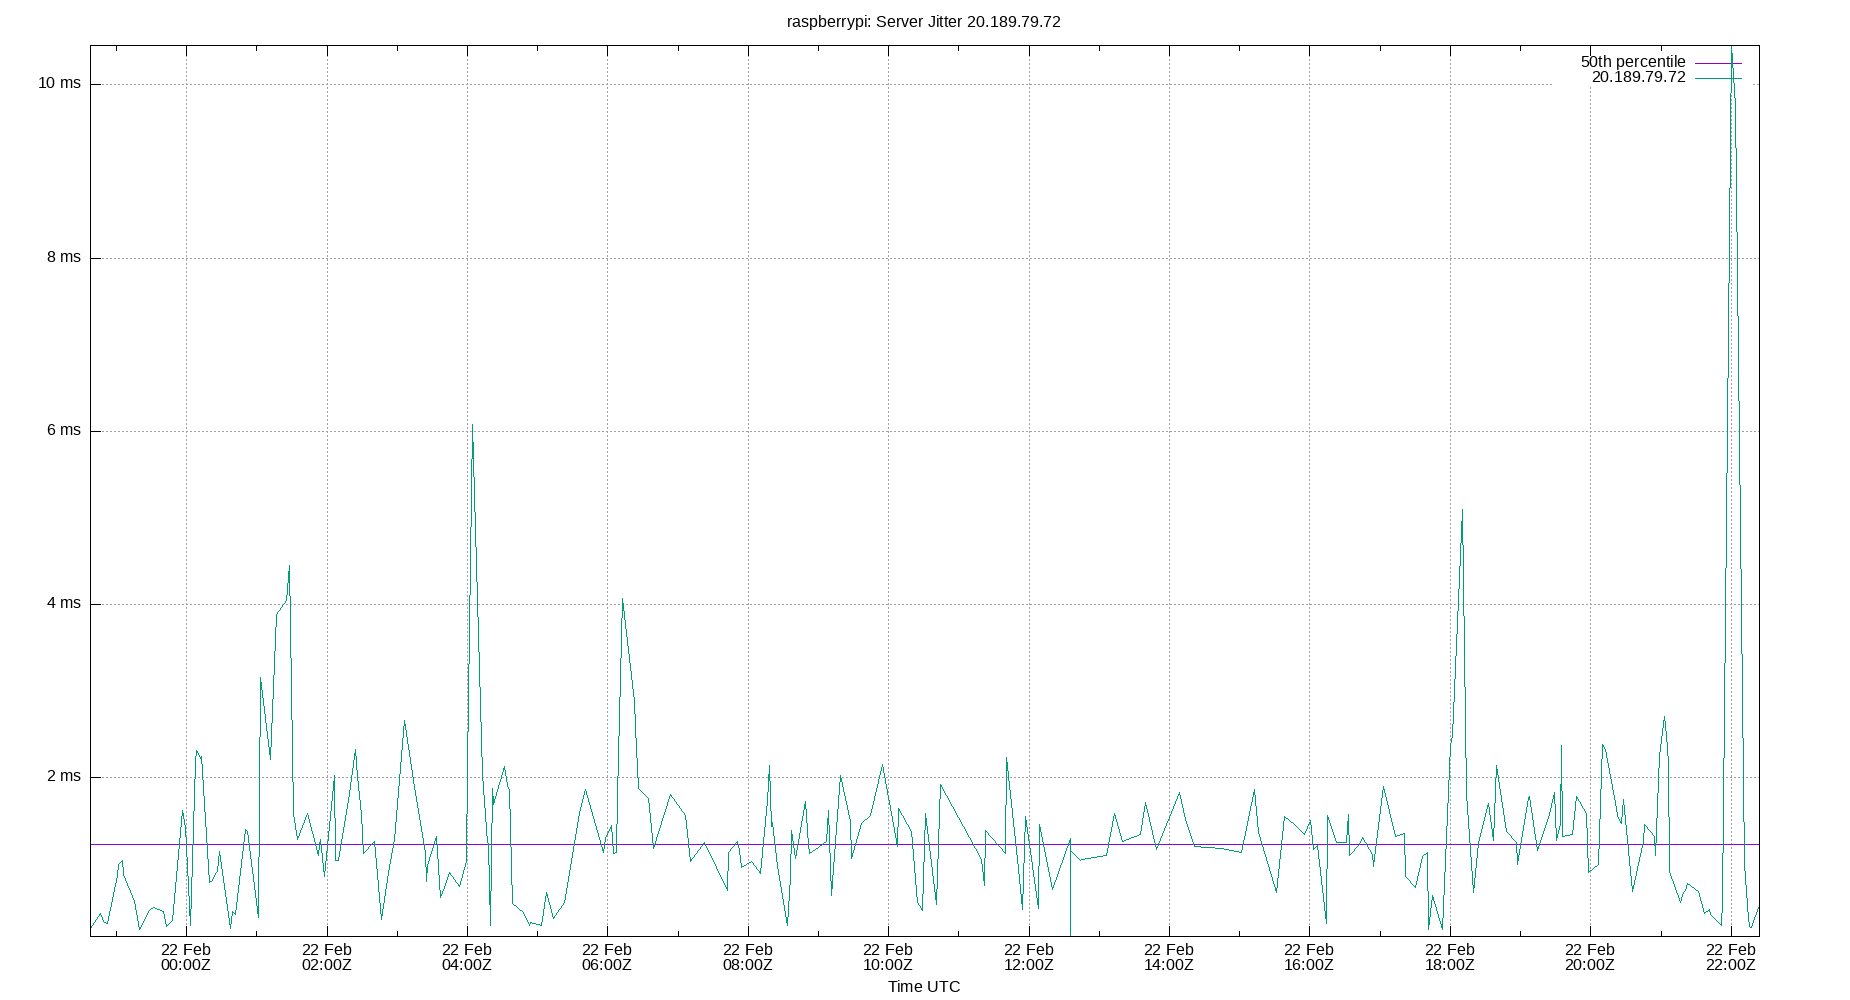 raspberrypi: Server Jitter 20.189.79.72
50th percentile
20.189.79.72
10 ms
8 ms
6 ms
4 ms
2 ms
22 Feb 22 Feb 22 Feb 22 Feb 22 Feb 22 Feb 22 Feb 22 Feb 22 Feb 22 Feb 22 Feb 22 Feb
00:00Z 02:00Z 04:00Z 06:00Z 08:00Z 10:00Z 12:00Z 14:00Z 16:00Z 18:00Z 20:00Z 22:00Z
Time UTC